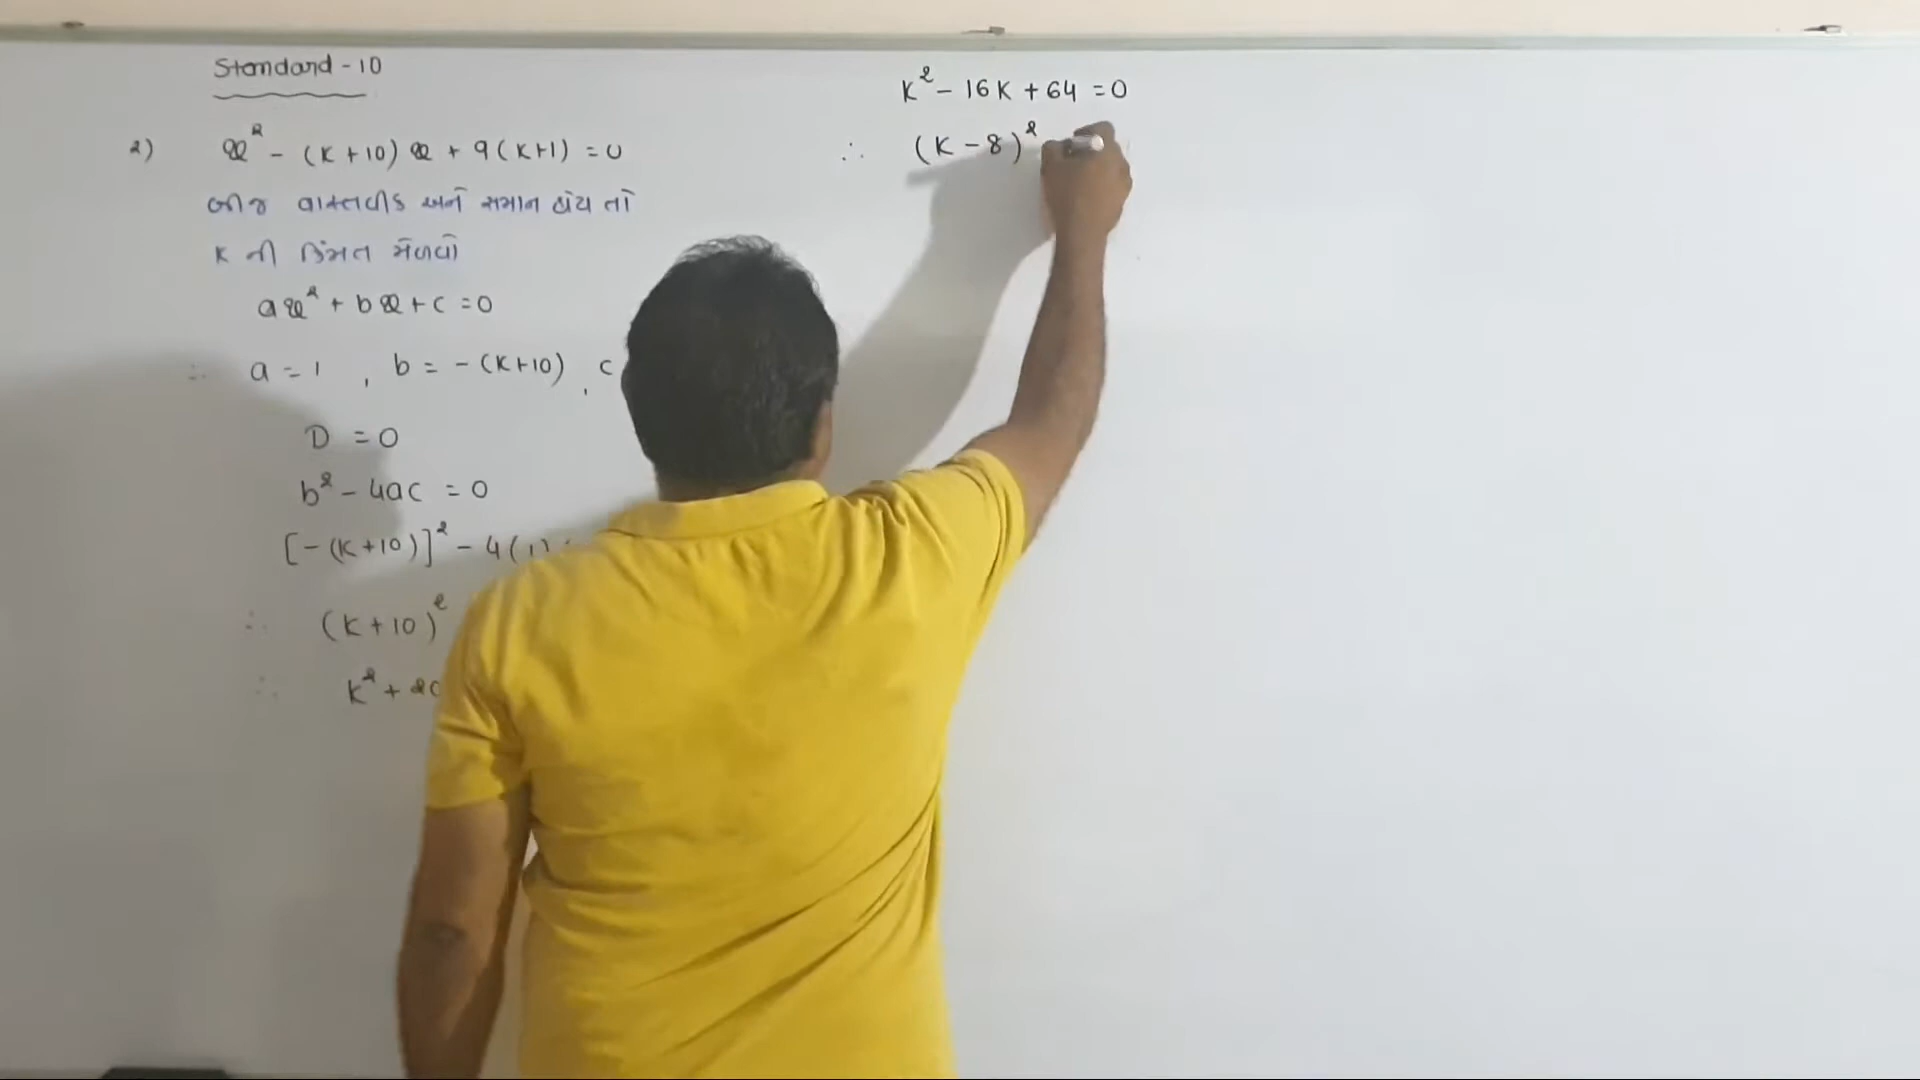 Standard - 10
2) x² - (K+10) x + 9 (K+1) = 0
બીજ વાસ્તવીક અને સમાન હોય તો
K ની કિંમત મેળવો
ax² + bx + c = 0
∴ a = 1 , b = - (K+10) , c
D = 0
b² - 4ac = 0
[- (K+10)]² - 4 (1)
∴ (K+10)²
∴ K² + 20
K² - 16K + 64 = 0
∴ (K - 8)²